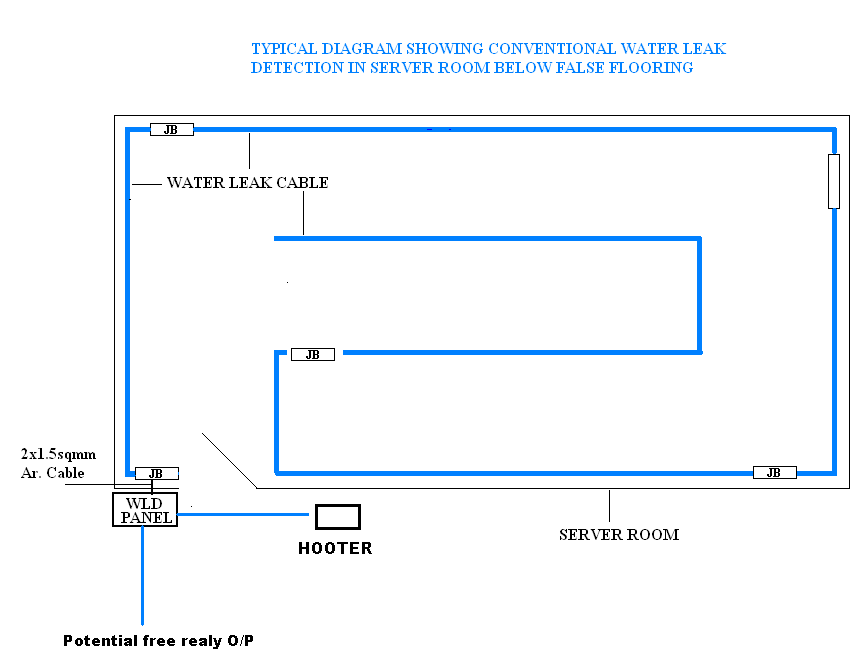 TYPICAL DIAGRAM SHOWING CONVENTIONAL WATER LEAK
DETECTION IN SERVER ROOM BELOW FALSE FLOORING
JB
WATER LEAK CABLE
JB
2x1.5sqmm
Ar. Cable
JB
JB
WLD
PANEL
HOOTER
SERVER ROOM
Potential free realy O/P